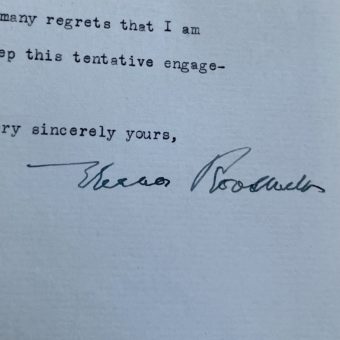 many regrets that I am
ep this tentative engage-
ry sincerely yours,
Eleanor Roosevelt